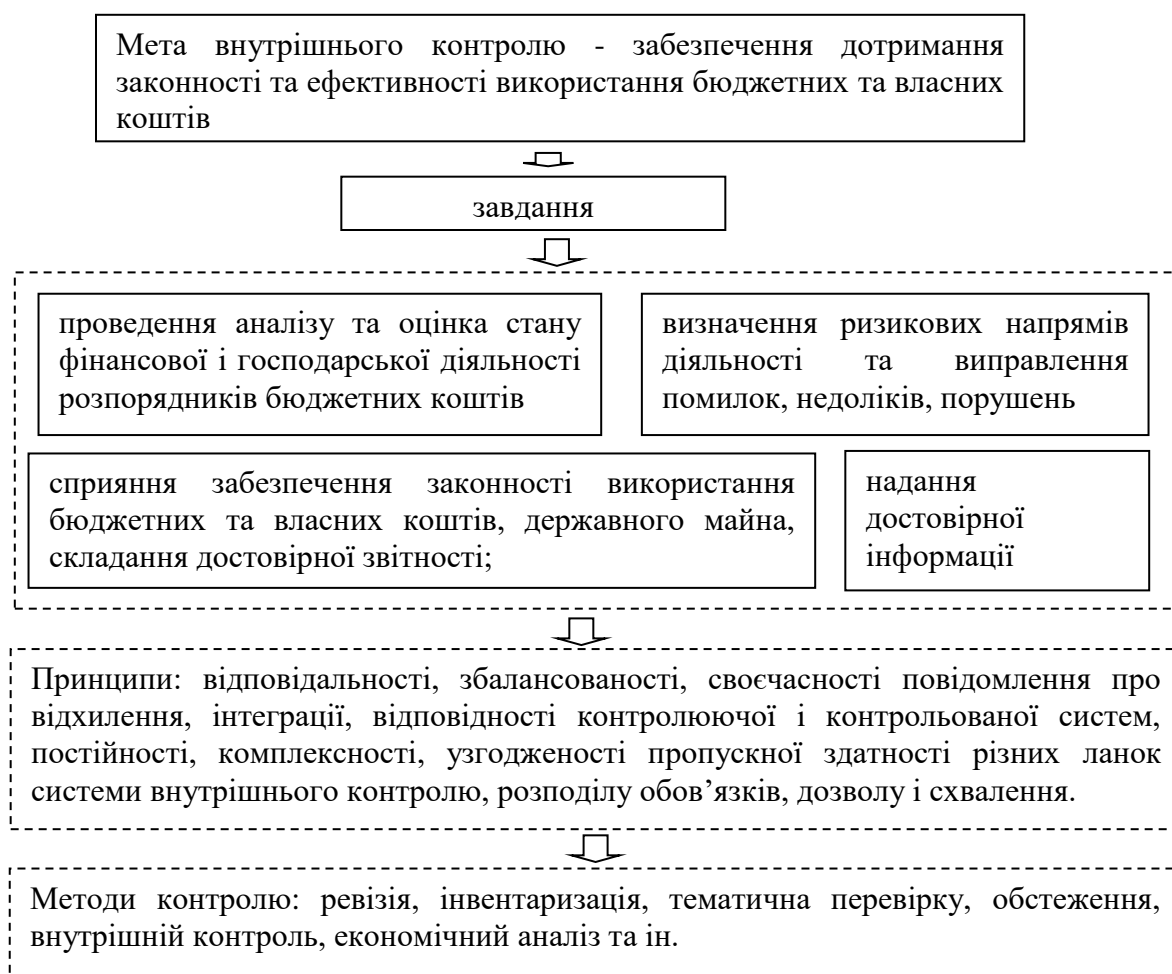 Мета внутрішнього контролю - забезпечення дотримання
законності та ефективності використання бюджетних та власних
коштів
завдання
проведення аналізу та оцінка стану
фінансової і господарської діяльності
розпорядників бюджетних коштів
визначення ризикових напрямів
діяльності та виправлення
помилок, недоліків, порушень
сприяння забезпечення законності використання
бюджетних та власних коштів, державного майна,
складання достовірної звітності;
надання
достовірної
інформації
Принципи: відповідальності, збалансованості, своєчасності повідомлення про
відхилення, інтеграції, відповідності контролюючої і контрольованої систем,
постійності, комплексності, узгодженості пропускної здатності різних ланок
системи внутрішнього контролю, розподілу обов’язків, дозволу і схвалення.
Методи контролю: ревізія, інвентаризація, тематична перевірку, обстеження,
внутрішній контроль, економічний аналіз та ін.